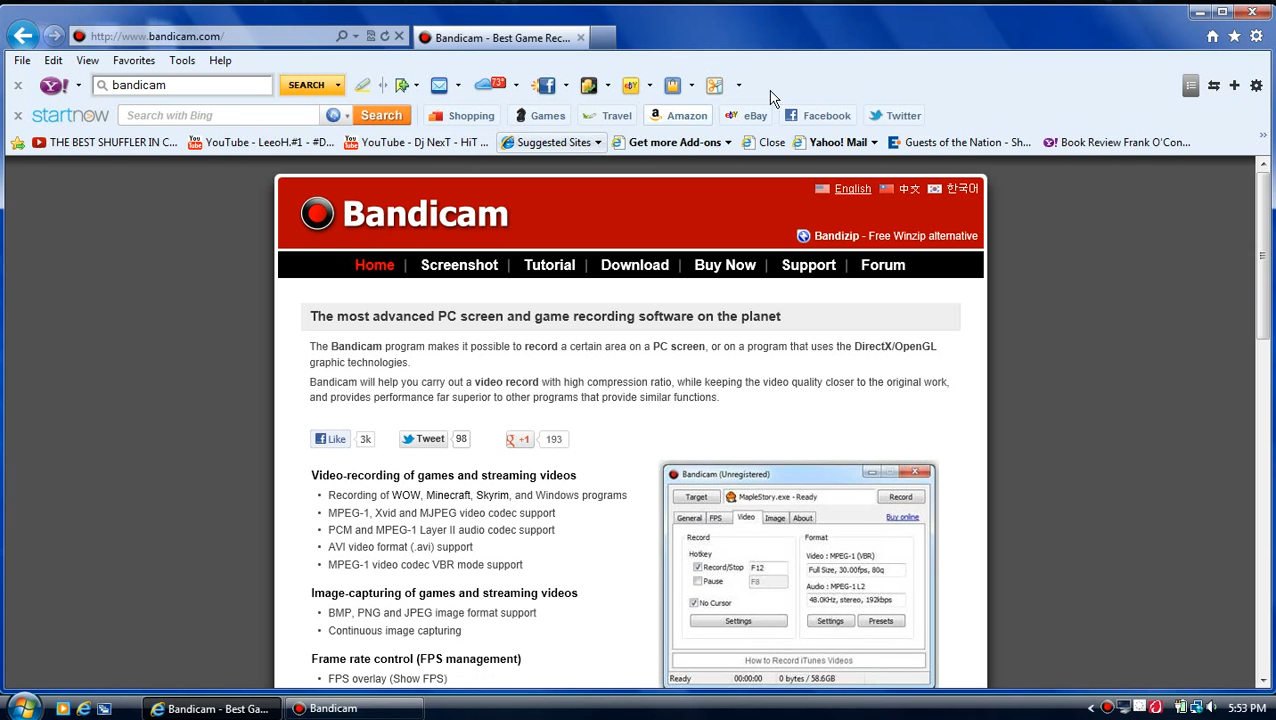 http://www.bandicam.com/
Bandicam - Best Game Rec...
File Edit View Favorites Tools Help
Y! bandicam SEARCH 73°
startnow Search with Bing Search Shopping Games Travel Amazon eBay Facebook Twitter
THE BEST SHUFFLER IN C... YouTube - LeeoH.#1 - #D... YouTube - Dj NexT - HiT ... Suggested Sites Get more Add-ons Close Yahoo! Mail Guests of the Nation - Sh... Book Review Frank O'Con...
English 中文 한국어
Bandicam
Bandizip - Free Winzip alternative
Home | Screenshot | Tutorial | Download | Buy Now | Support | Forum
The most advanced PC screen and game recording software on the planet
The Bandicam program makes it possible to record a certain area on a PC screen, or on a program that uses the DirectX/OpenGL
graphic technologies.
Bandicam will help you carry out a video record with high compression ratio, while keeping the video quality closer to the original work,
and provides performance far superior to other programs that provide similar functions.
Like 3k Tweet 98 +1 193
Video-recording of games and streaming videos
• Recording of WOW, Minecraft, Skyrim, and Windows programs
• MPEG-1, Xvid and MJPEG video codec support
• PCM and MPEG-1 Layer II audio codec support
• AVI video format (.avi) support
• MPEG-1 video codec VBR mode support
Image-capturing of games and streaming videos
• BMP, PNG and JPEG image format support
• Continuous image capturing
Frame rate control (FPS management)
• FPS overlay (Show FPS)
Bandicam (Unregistered)
Target MapleStory.exe - Ready Record
General FPS Video Image About Buy online
Record Format
Hotkey Video : MPEG-1 (VBR)
Record/Stop F12 Full Size, 30.00fps, 80q
Pause F8 Audio : MPEG-1 L2
No Cursor 48.0KHz, stereo, 192kbps
Settings Settings Presets
How to Record iTunes Videos
Ready 00:00:00 0 bytes / 58.6GB
Bandicam - Best Ga... Bandicam 5:53 PM